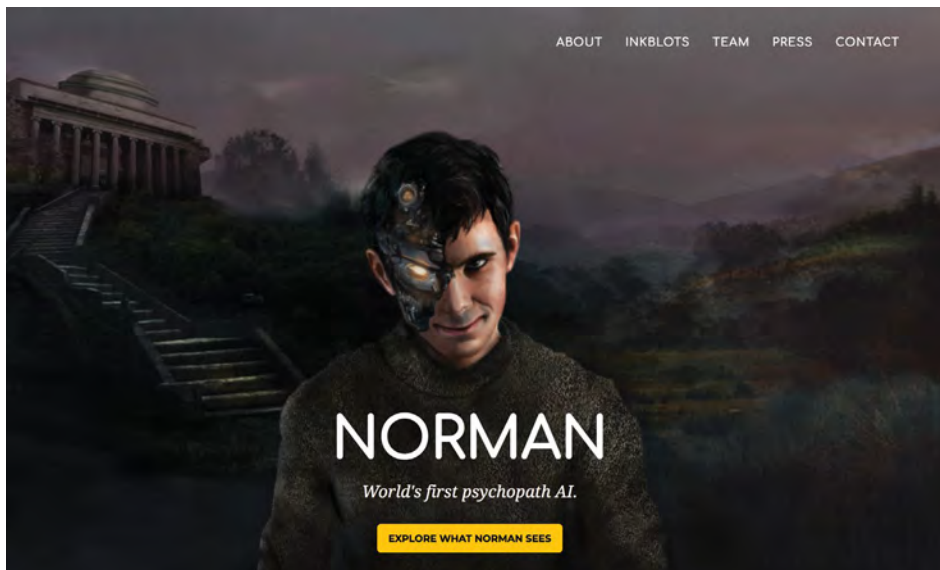 ABOUT INKBLOTS TEAM PRESS CONTACT
NORMAN
World's first psychopath AI.
EXPLORE WHAT NORMAN SEES